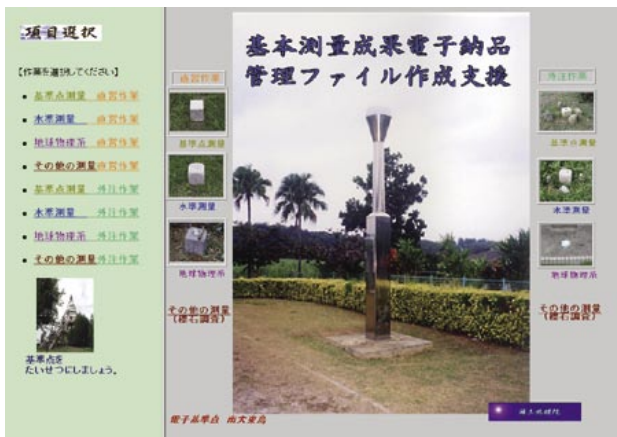 項目選択
【作業を選択してください】
基準点測量 直営作業
水準測量 直営作業
地球物理系 直営作業
その他の測量直営作業
基準点測量 外注作業
水準測量 外注作業
地球物理系 外注作業
その他の測量外注作業
基準点を
たいせつにしましょう。
直営作業
基準点測量
水準測量
地球物理系
その他の測量
(標石調査)
基本測量成果電子納品
管理ファイル作成支援
電子基準点 南大東島
外注作業
基準点測量
水準測量
地球物理系
その他の測量
(標石調査)
国土地理院